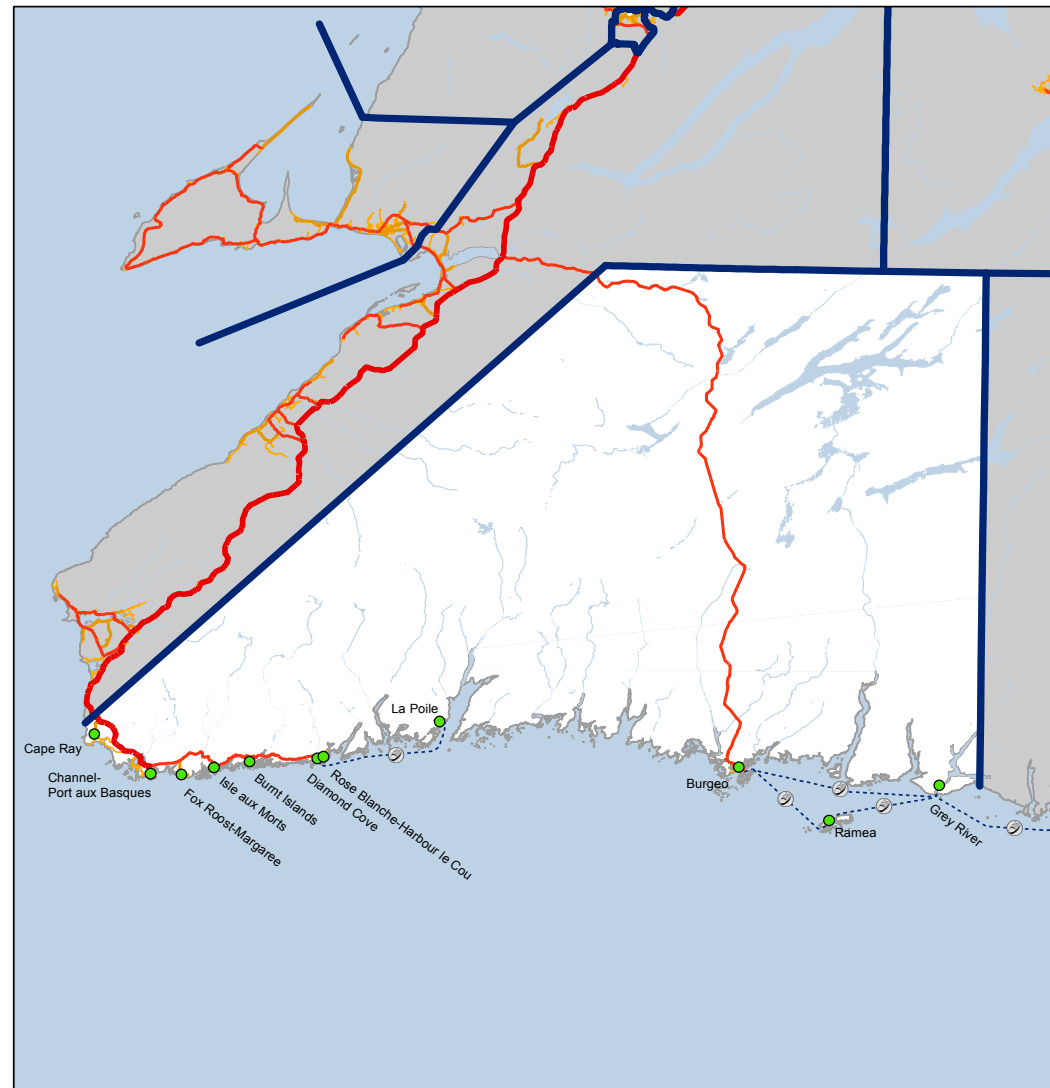 La Poile
Cape Ray
Channel-
Port aux Basques
Fox Roost-Margaree
Isle aux Morts
Burnt Islands
Diamond Cove
Rose Blanche-Harbour le Cou
Burgeo
Ramea
Grey River